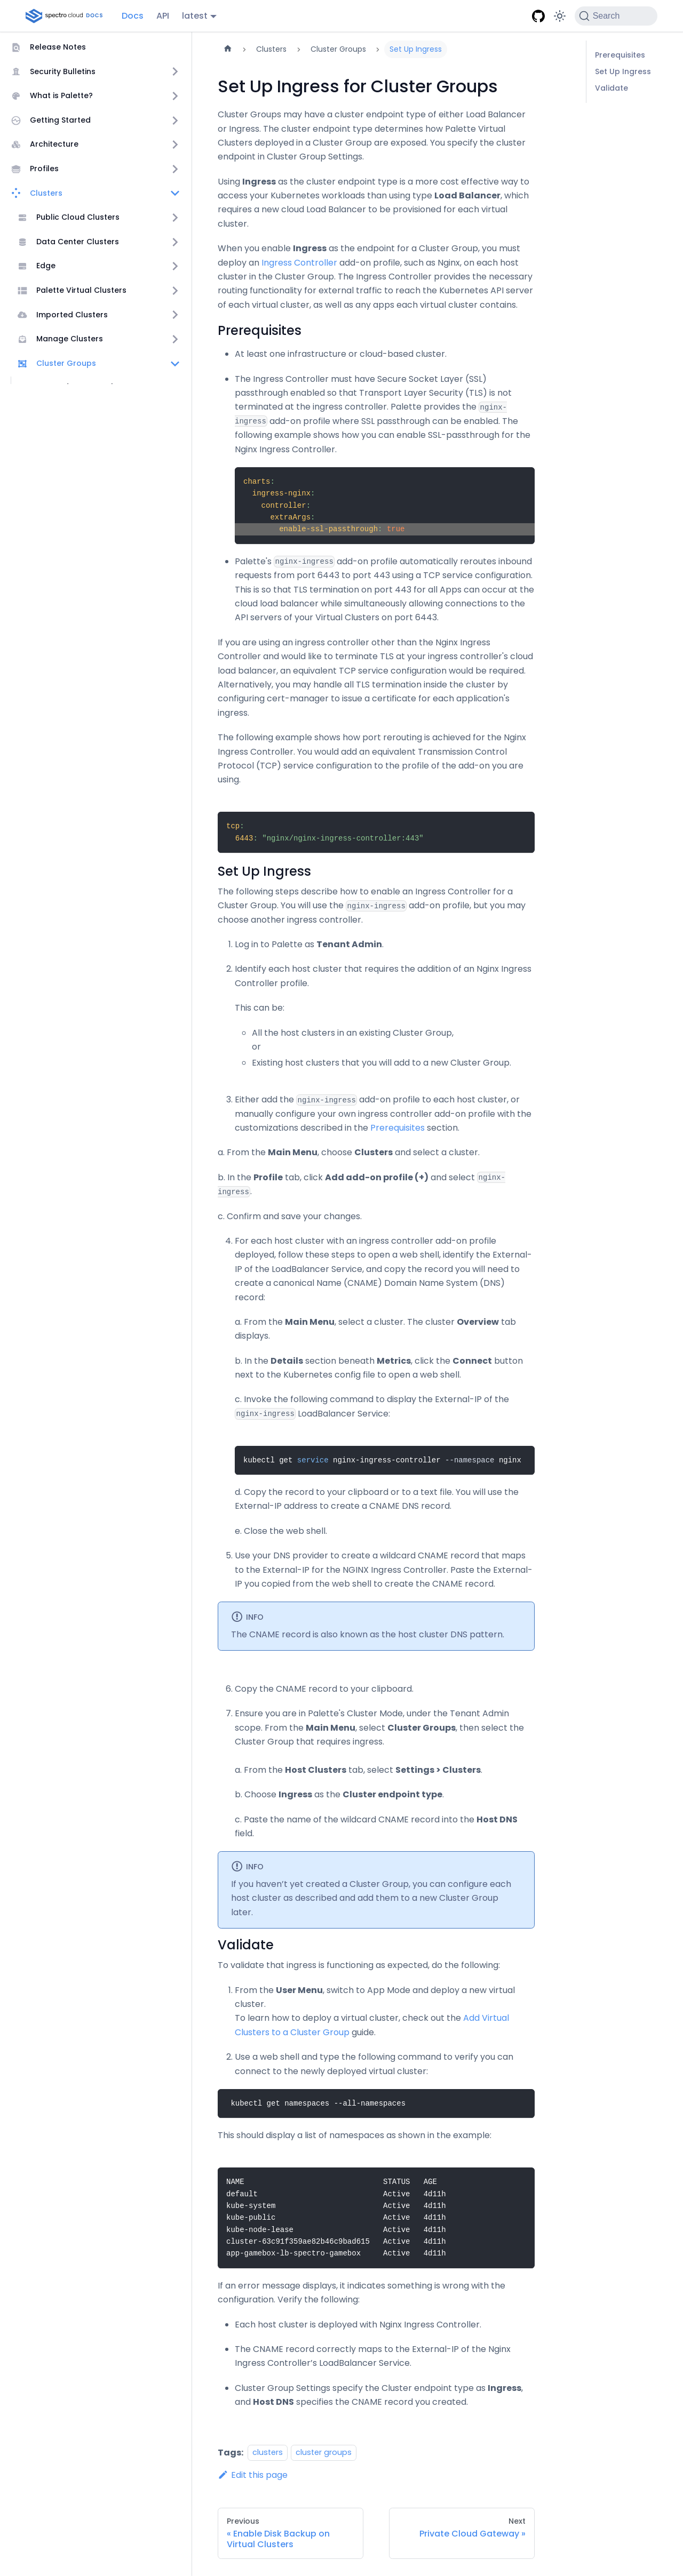 spectro cloud DOCS
Docs
API
latest
Search
Release Notes
Security Bulletins
What is Palette?
Getting Started
Architecture
Profiles
Clusters
Public Cloud Clusters
Data Center Clusters
Edge
Palette Virtual Clusters
Imported Clusters
Manage Clusters
Cluster Groups
Clusters
Cluster Groups
Set Up Ingress
Set Up Ingress for Cluster Groups
Cluster Groups may have a cluster endpoint type of either Load Balancer
or Ingress. The cluster endpoint type determines how Palette Virtual
Clusters deployed in a Cluster Group are exposed. You specify the cluster
endpoint in Cluster Group Settings.
Using Ingress as the cluster endpoint type is a more cost effective way to
access your Kubernetes workloads than using type Load Balancer, which
requires a new cloud Load Balancer to be provisioned for each virtual
cluster.
When you enable Ingress as the endpoint for a Cluster Group, you must
deploy an Ingress Controller add-on profile, such as Nginx, on each host
cluster in the Cluster Group. The Ingress Controller provides the necessary
routing functionality for external traffic to reach the Kubernetes API server
of each virtual cluster, as well as any apps each virtual cluster contains.
Prerequisites
At least one infrastructure or cloud-based cluster.
The Ingress Controller must have Secure Socket Layer (SSL)
passthrough enabled so that Transport Layer Security (TLS) is not
terminated at the ingress controller. Palette provides the nginx-
ingress add-on profile where SSL passthrough can be enabled. The
following example shows how you can enable SSL-passthrough for the
Nginx Ingress Controller.
charts:
ingress-nginx:
controller:
extraArgs:
enable-ssl-passthrough: true
Palette's nginx-ingress add-on profile automatically reroutes inbound
requests from port 6443 to port 443 using a TCP service configuration.
This is so that TLS termination on port 443 for all Apps can occur at the
cloud load balancer while simultaneously allowing connections to the
API servers of your Virtual Clusters on port 6443.
If you are using an ingress controller other than the Nginx Ingress
Controller and would like to terminate TLS at your ingress controller's cloud
load balancer, an equivalent TCP service configuration would be required.
Alternatively, you may handle all TLS termination inside the cluster by
configuring cert-manager to issue a certificate for each application's
ingress.
The following example shows how port rerouting is achieved for the Nginx
Ingress Controller. You would add an equivalent Transmission Control
Protocol (TCP) service configuration to the profile of the add-on you are
using.
tcp:
6443: "nginx/nginx-ingress-controller:443"
Set Up Ingress
The following steps describe how to enable an Ingress Controller for a
Cluster Group. You will use the nginx-ingress add-on profile, but you may
choose another ingress controller.
1. Log in to Palette as Tenant Admin.
2. Identify each host cluster that requires the addition of an Nginx Ingress
Controller profile.
This can be:
All the host clusters in an existing Cluster Group,
or
Existing host clusters that you will add to a new Cluster Group.
3. Either add the nginx-ingress add-on profile to each host cluster, or
manually configure your own ingress controller add-on profile with the
customizations described in the Prerequisites section.
a. From the Main Menu, choose Clusters and select a cluster.
b. In the Profile tab, click Add add-on profile (+) and select nginx-
ingress.
c. Confirm and save your changes.
4. For each host cluster with an ingress controller add-on profile
deployed, follow these steps to open a web shell, identify the External-
IP of the LoadBalancer Service, and copy the record you will need to
create a canonical Name (CNAME) Domain Name System (DNS)
record:
a. From the Main Menu, select a cluster. The cluster Overview tab
displays.
b. In the Details section beneath Metrics, click the Connect button
next to the Kubernetes config file to open a web shell.
c. Invoke the following command to display the External-IP of the
nginx-ingress LoadBalancer Service:
kubectl get service nginx-ingress-controller --namespace nginx
d. Copy the record to your clipboard or to a text file. You will use the
External-IP address to create a CNAME DNS record.
e. Close the web shell.
5. Use your DNS provider to create a wildcard CNAME record that maps
to the External-IP for the NGINX Ingress Controller. Paste the External-
IP you copied from the web shell to create the CNAME record.
INFO
The CNAME record is also known as the host cluster DNS pattern.
6. Copy the CNAME record to your clipboard.
7. Ensure you are in Palette's Cluster Mode, under the Tenant Admin
scope. From the Main Menu, select Cluster Groups, then select the
Cluster Group that requires ingress.
a. From the Host Clusters tab, select Settings > Clusters.
b. Choose Ingress as the Cluster endpoint type.
c. Paste the name of the wildcard CNAME record into the Host DNS
field.
INFO
If you haven't yet created a Cluster Group, you can configure each
host cluster as described and add them to a new Cluster Group
later.
Validate
To validate that ingress is functioning as expected, do the following:
1. From the User Menu, switch to App Mode and deploy a new virtual
cluster.
To learn how to deploy a virtual cluster, check out the Add Virtual
Clusters to a Cluster Group guide.
2. Use a web shell and type the following command to verify you can
connect to the newly deployed virtual cluster:
kubectl get namespaces --all-namespaces
This should display a list of namespaces as shown in the example:
NAME STATUS AGE
default Active 4d11h
kube-system Active 4d11h
kube-public Active 4d11h
kube-node-lease Active 4d11h
cluster-63c91f359ae82b46c9bad615 Active 4d11h
app-gamebox-lb-spectro-gamebox Active 4d11h
If an error message displays, it indicates something is wrong with the
configuration. Verify the following:
Each host cluster is deployed with Nginx Ingress Controller.
The CNAME record correctly maps to the External-IP of the Nginx
Ingress Controller's LoadBalancer Service.
Cluster Group Settings specify the Cluster endpoint type as Ingress,
and Host DNS specifies the CNAME record you created.
Tags: clusters cluster groups
Edit this page
Previous
« Enable Disk Backup on
Virtual Clusters
Next
Private Cloud Gateway »
Prerequisites
Set Up Ingress
Validate